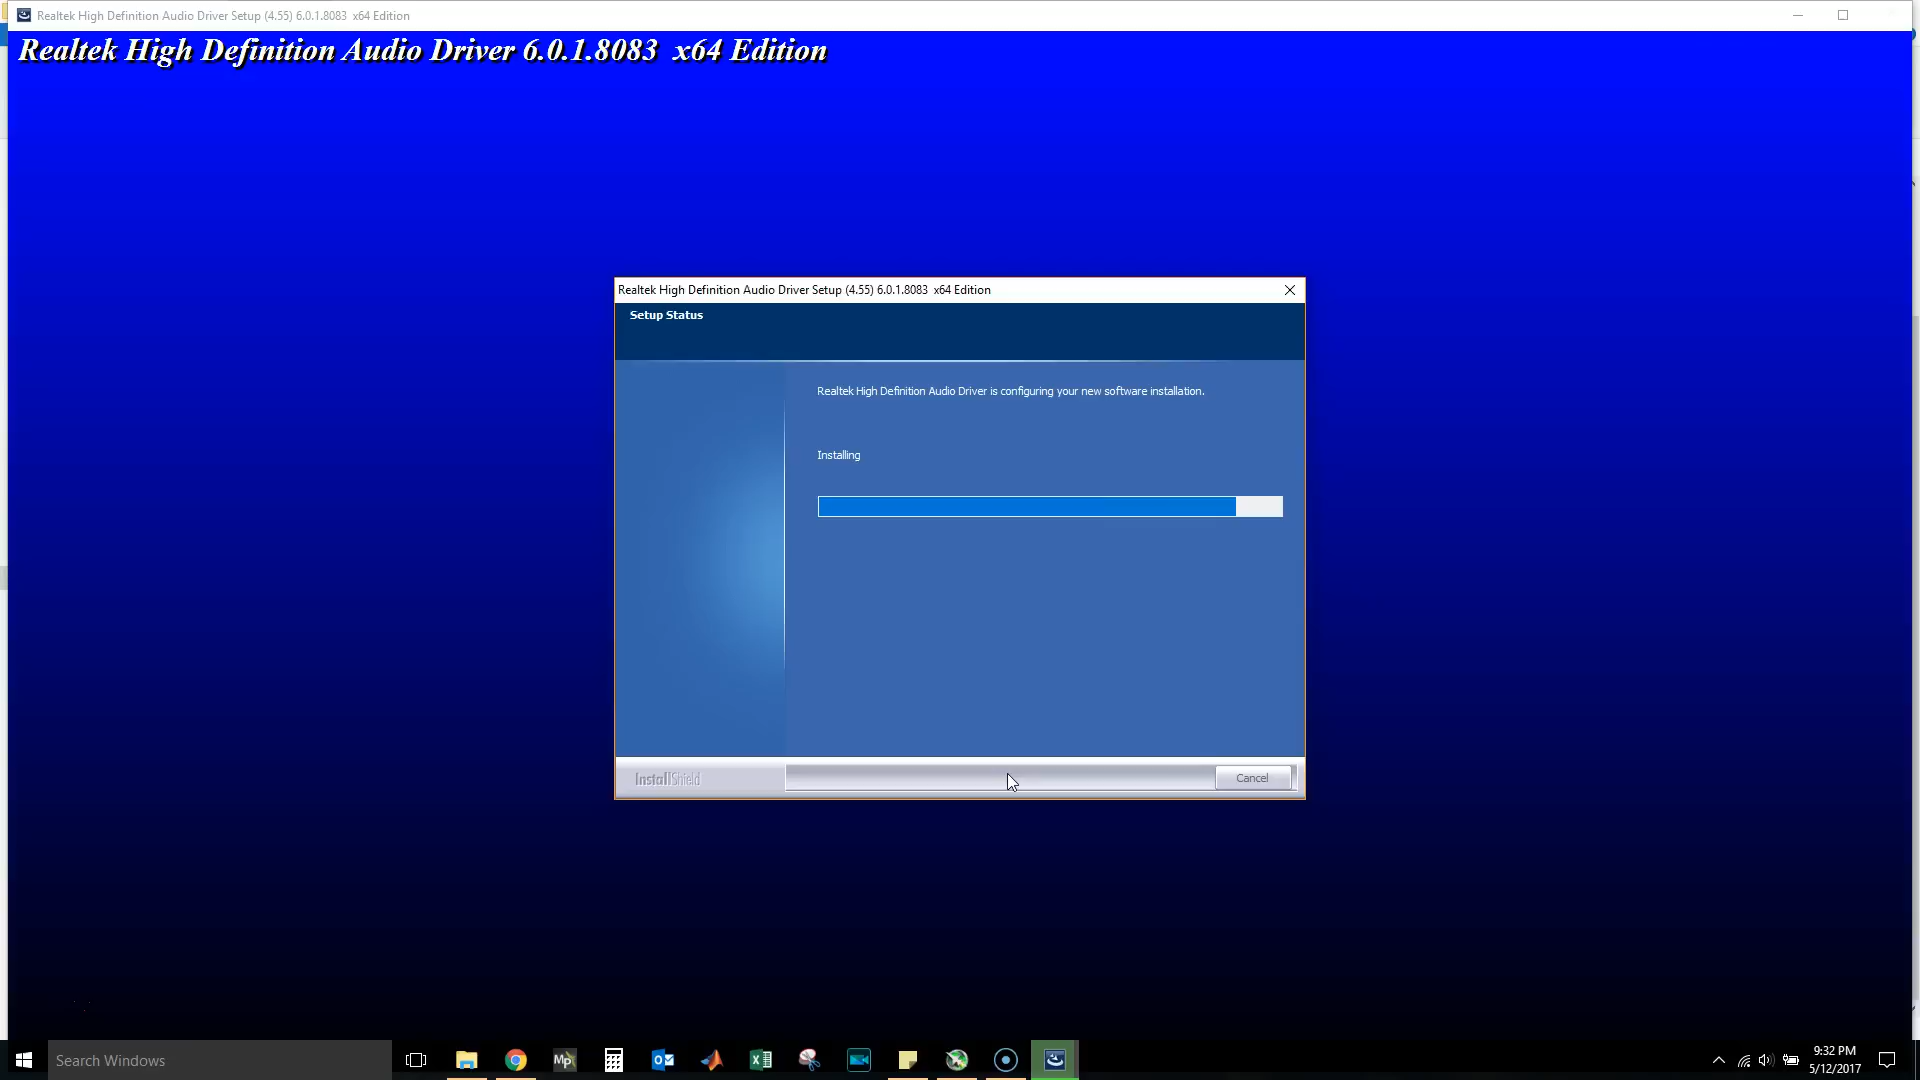 Realtek High Definition Audio Driver Setup (4.55) 6.0.1.8083  x64 Edition
Realtek High Definition Audio Driver 6.0.1.8083  x64 Edition
Realtek High Definition Audio Driver Setup (4.55) 6.0.1.8083  x64 Edition
Setup Status
Realtek High Definition Audio Driver is configuring your new software installation.
Installing
InstallShield
Cancel
Search Windows
Mp
9:32 PM
5/12/2017